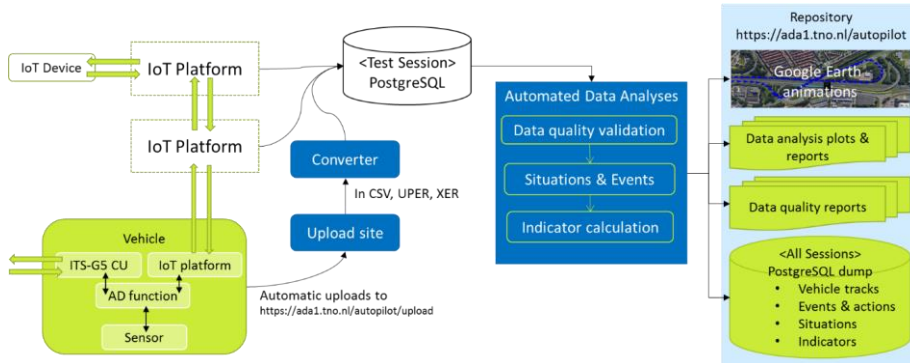 IoT Device
IoT Platform
IoT Platform
Vehicle
ITS-G5 CU
IoT platform
AD function
Sensor
Automatic uploads to
https://ada1.tno.nl/autopilot/upload
Upload site
In CSV, UPER, XER
Converter
<Test Session>
PostgreSQL
Automated Data Analyses
Data quality validation
Situations & Events
Indicator calculation
Repository
https://ada1.tno.nl/autopilot
Google Earth
animations
Data analysis plots &
reports
Data quality reports
<All Sessions>
PostgreSQL dump
• Vehicle tracks
• Events & actions
• Situations
• Indicators